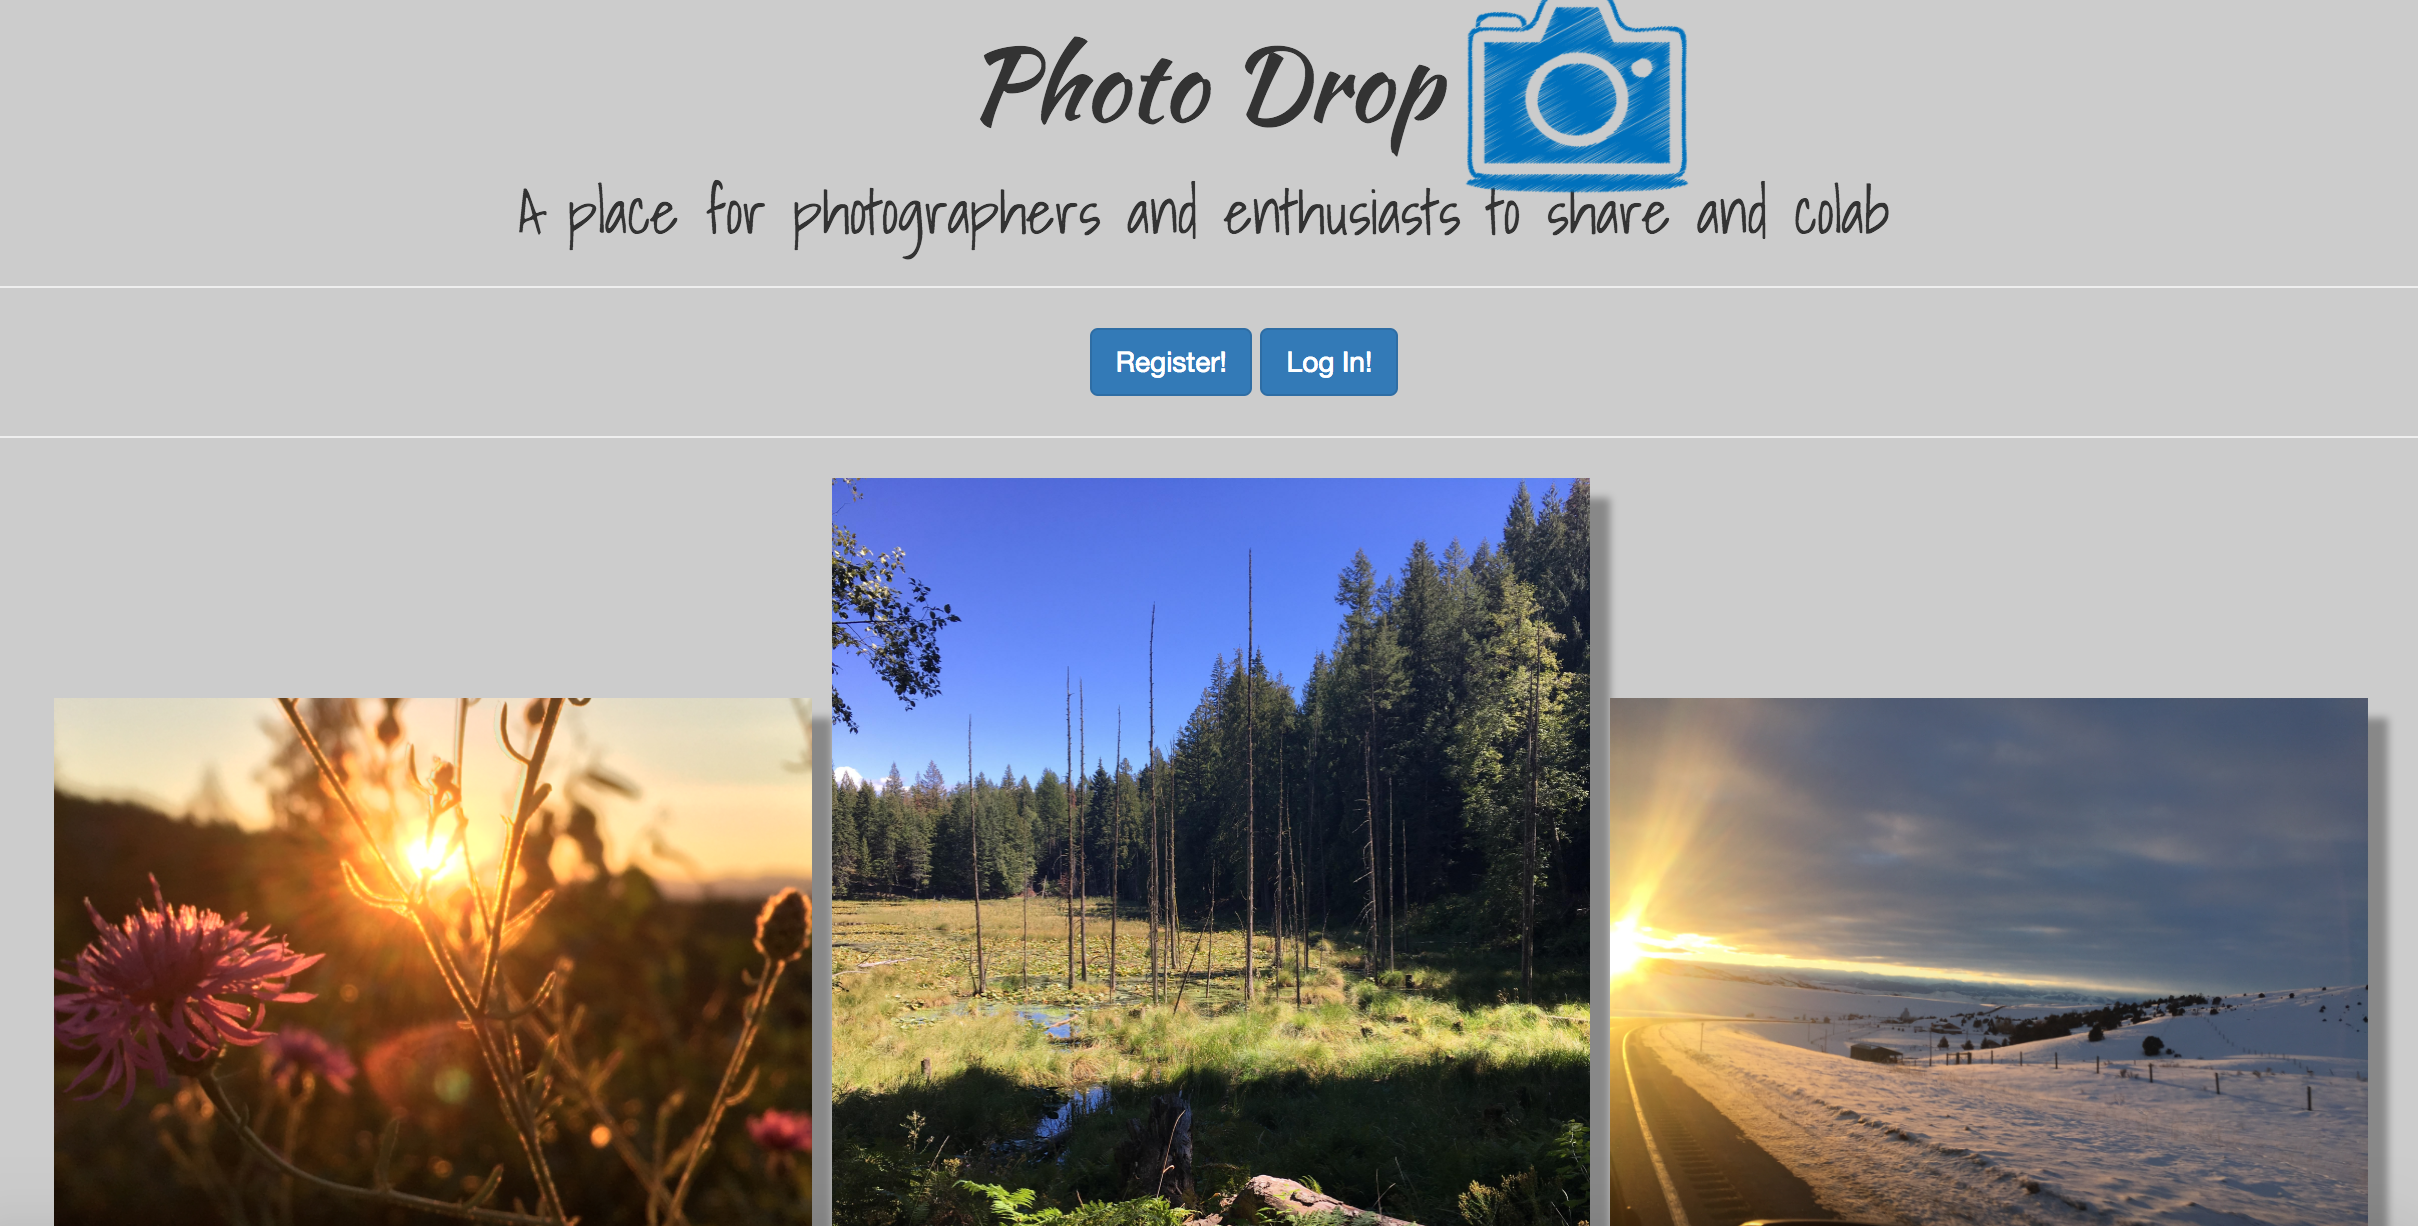 Photo Drop
A place for photographers and enthusiasts to share and colab
Register! Log In!